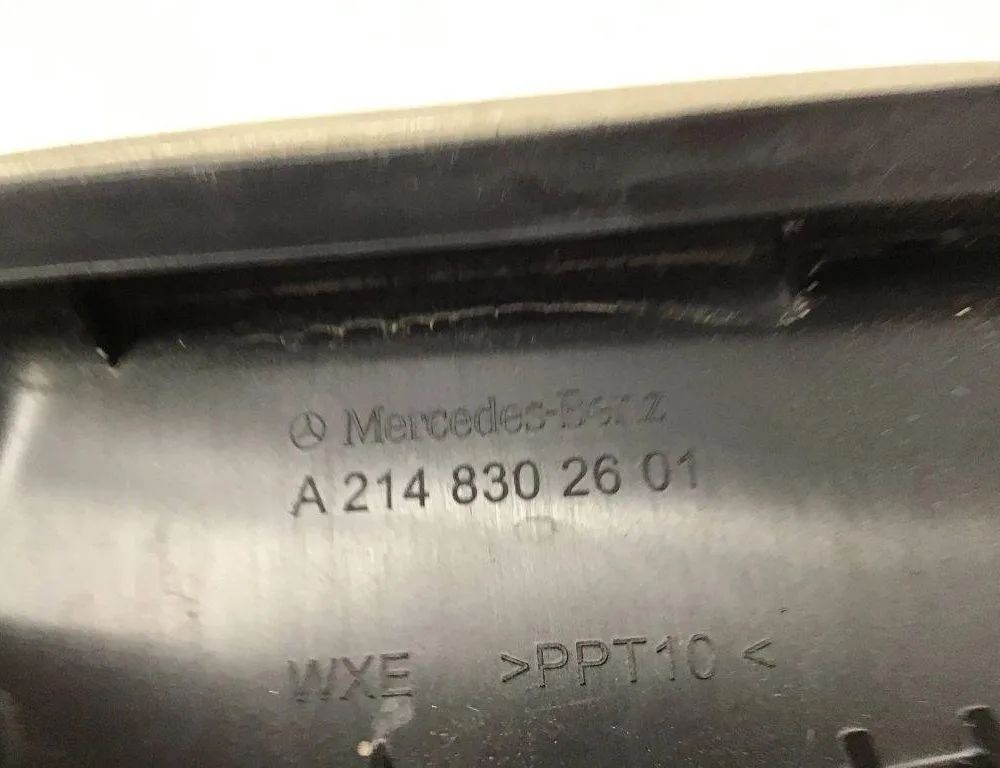 Mercedes-Benz
A 214 830 26 01
WXE >PPT10<